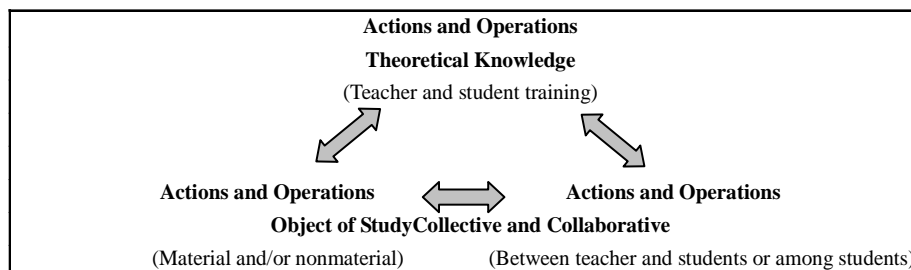 Actions and Operations
Theoretical Knowledge
(Teacher and student training)
Actions and Operations Actions and Operations
Object of StudyCollective and Collaborative
(Material and/or nonmaterial) (Between teacher and students or among students)